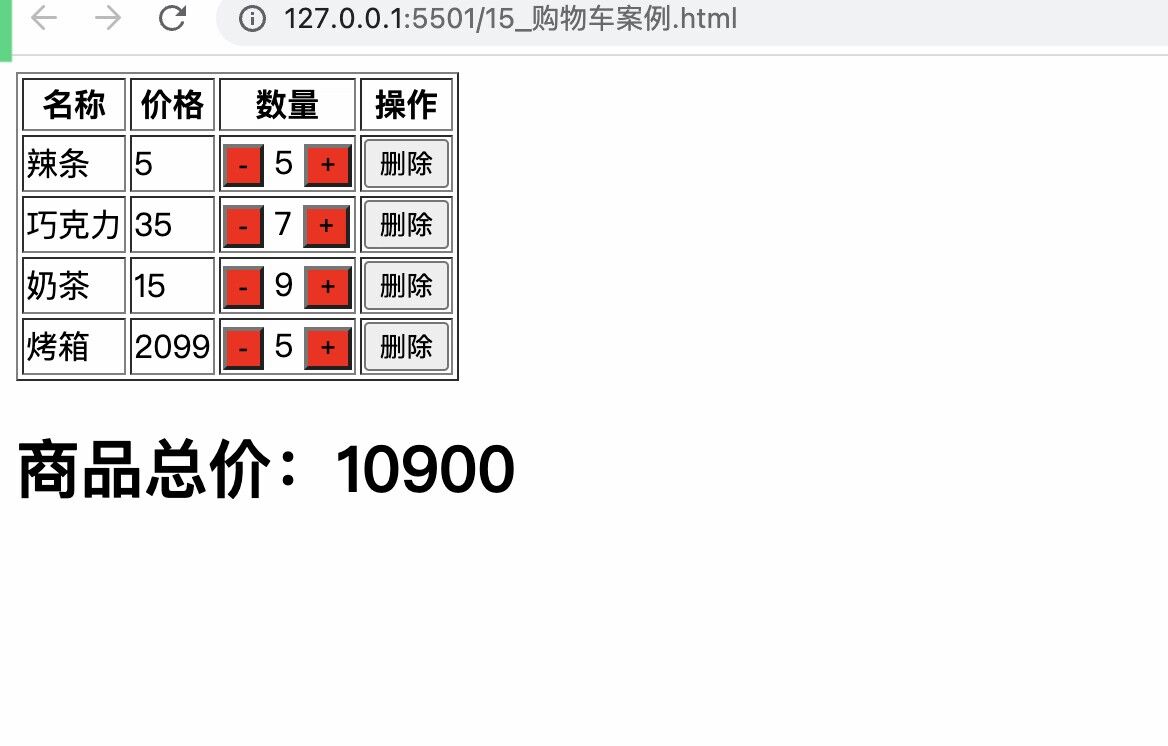 127.0.0.1:5501/15_购物车案例.html
名称 价格 数量 操作
辣条 5 - 5 + 删除
巧克力 35 - 7 + 删除
奶茶 15 - 9 + 删除
烤箱 2099 - 5 + 删除
商品总价：10900